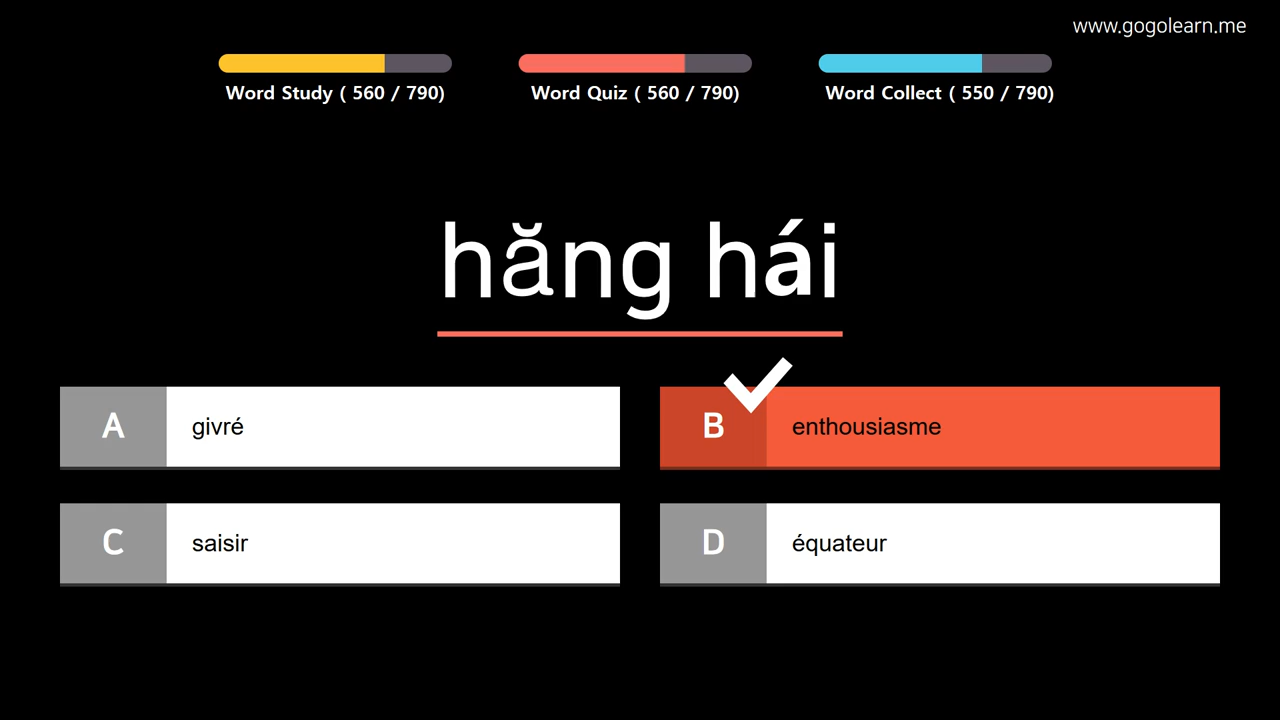 www.gogolearn.me
Word Study ( 560 / 790)
Word Quiz ( 560 / 790)
Word Collect ( 550 / 790)
hăng hái
A givré
B enthousiasme
C saisir
D équateur